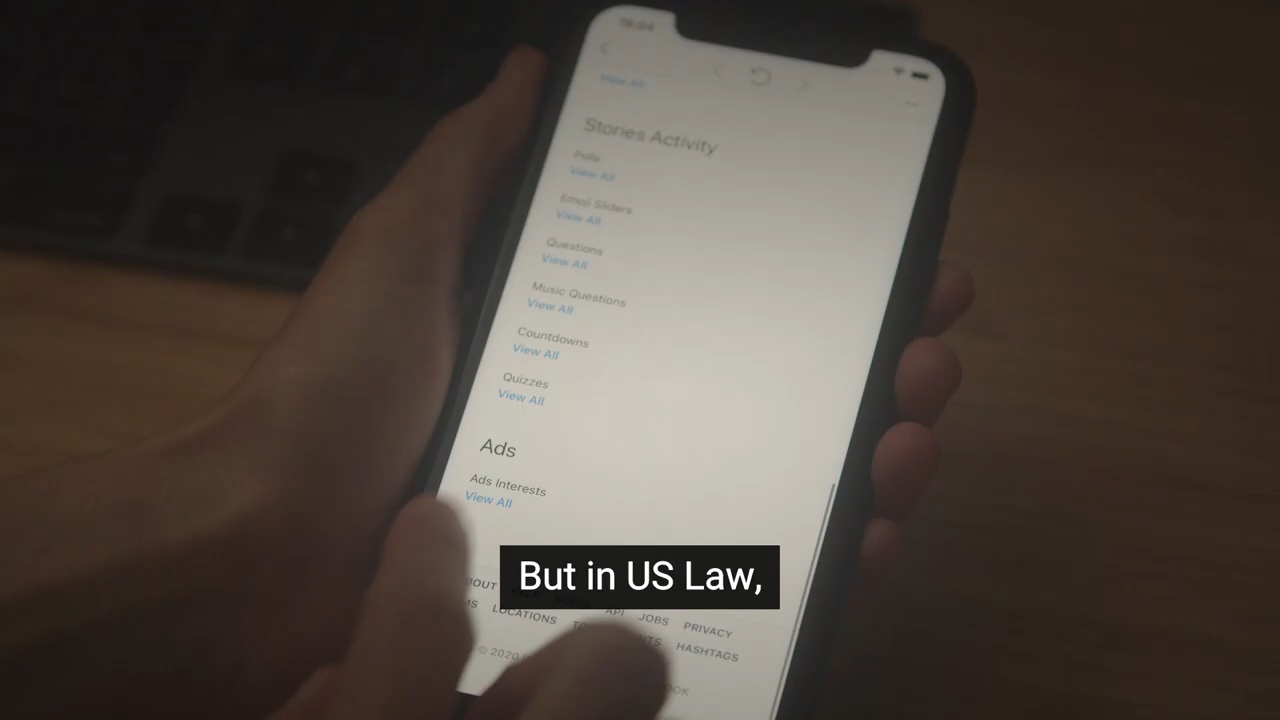 View All
Stories Activity
Polls
View All
Emoji Sliders
View All
Questions
View All
Music Questions
View All
Countdowns
View All
Quizzes
View All
Ads
Ads Interests
View All
But in US Law,
API JOBS PRIVACY
LOCATIONS HASHTAGS
© 2020